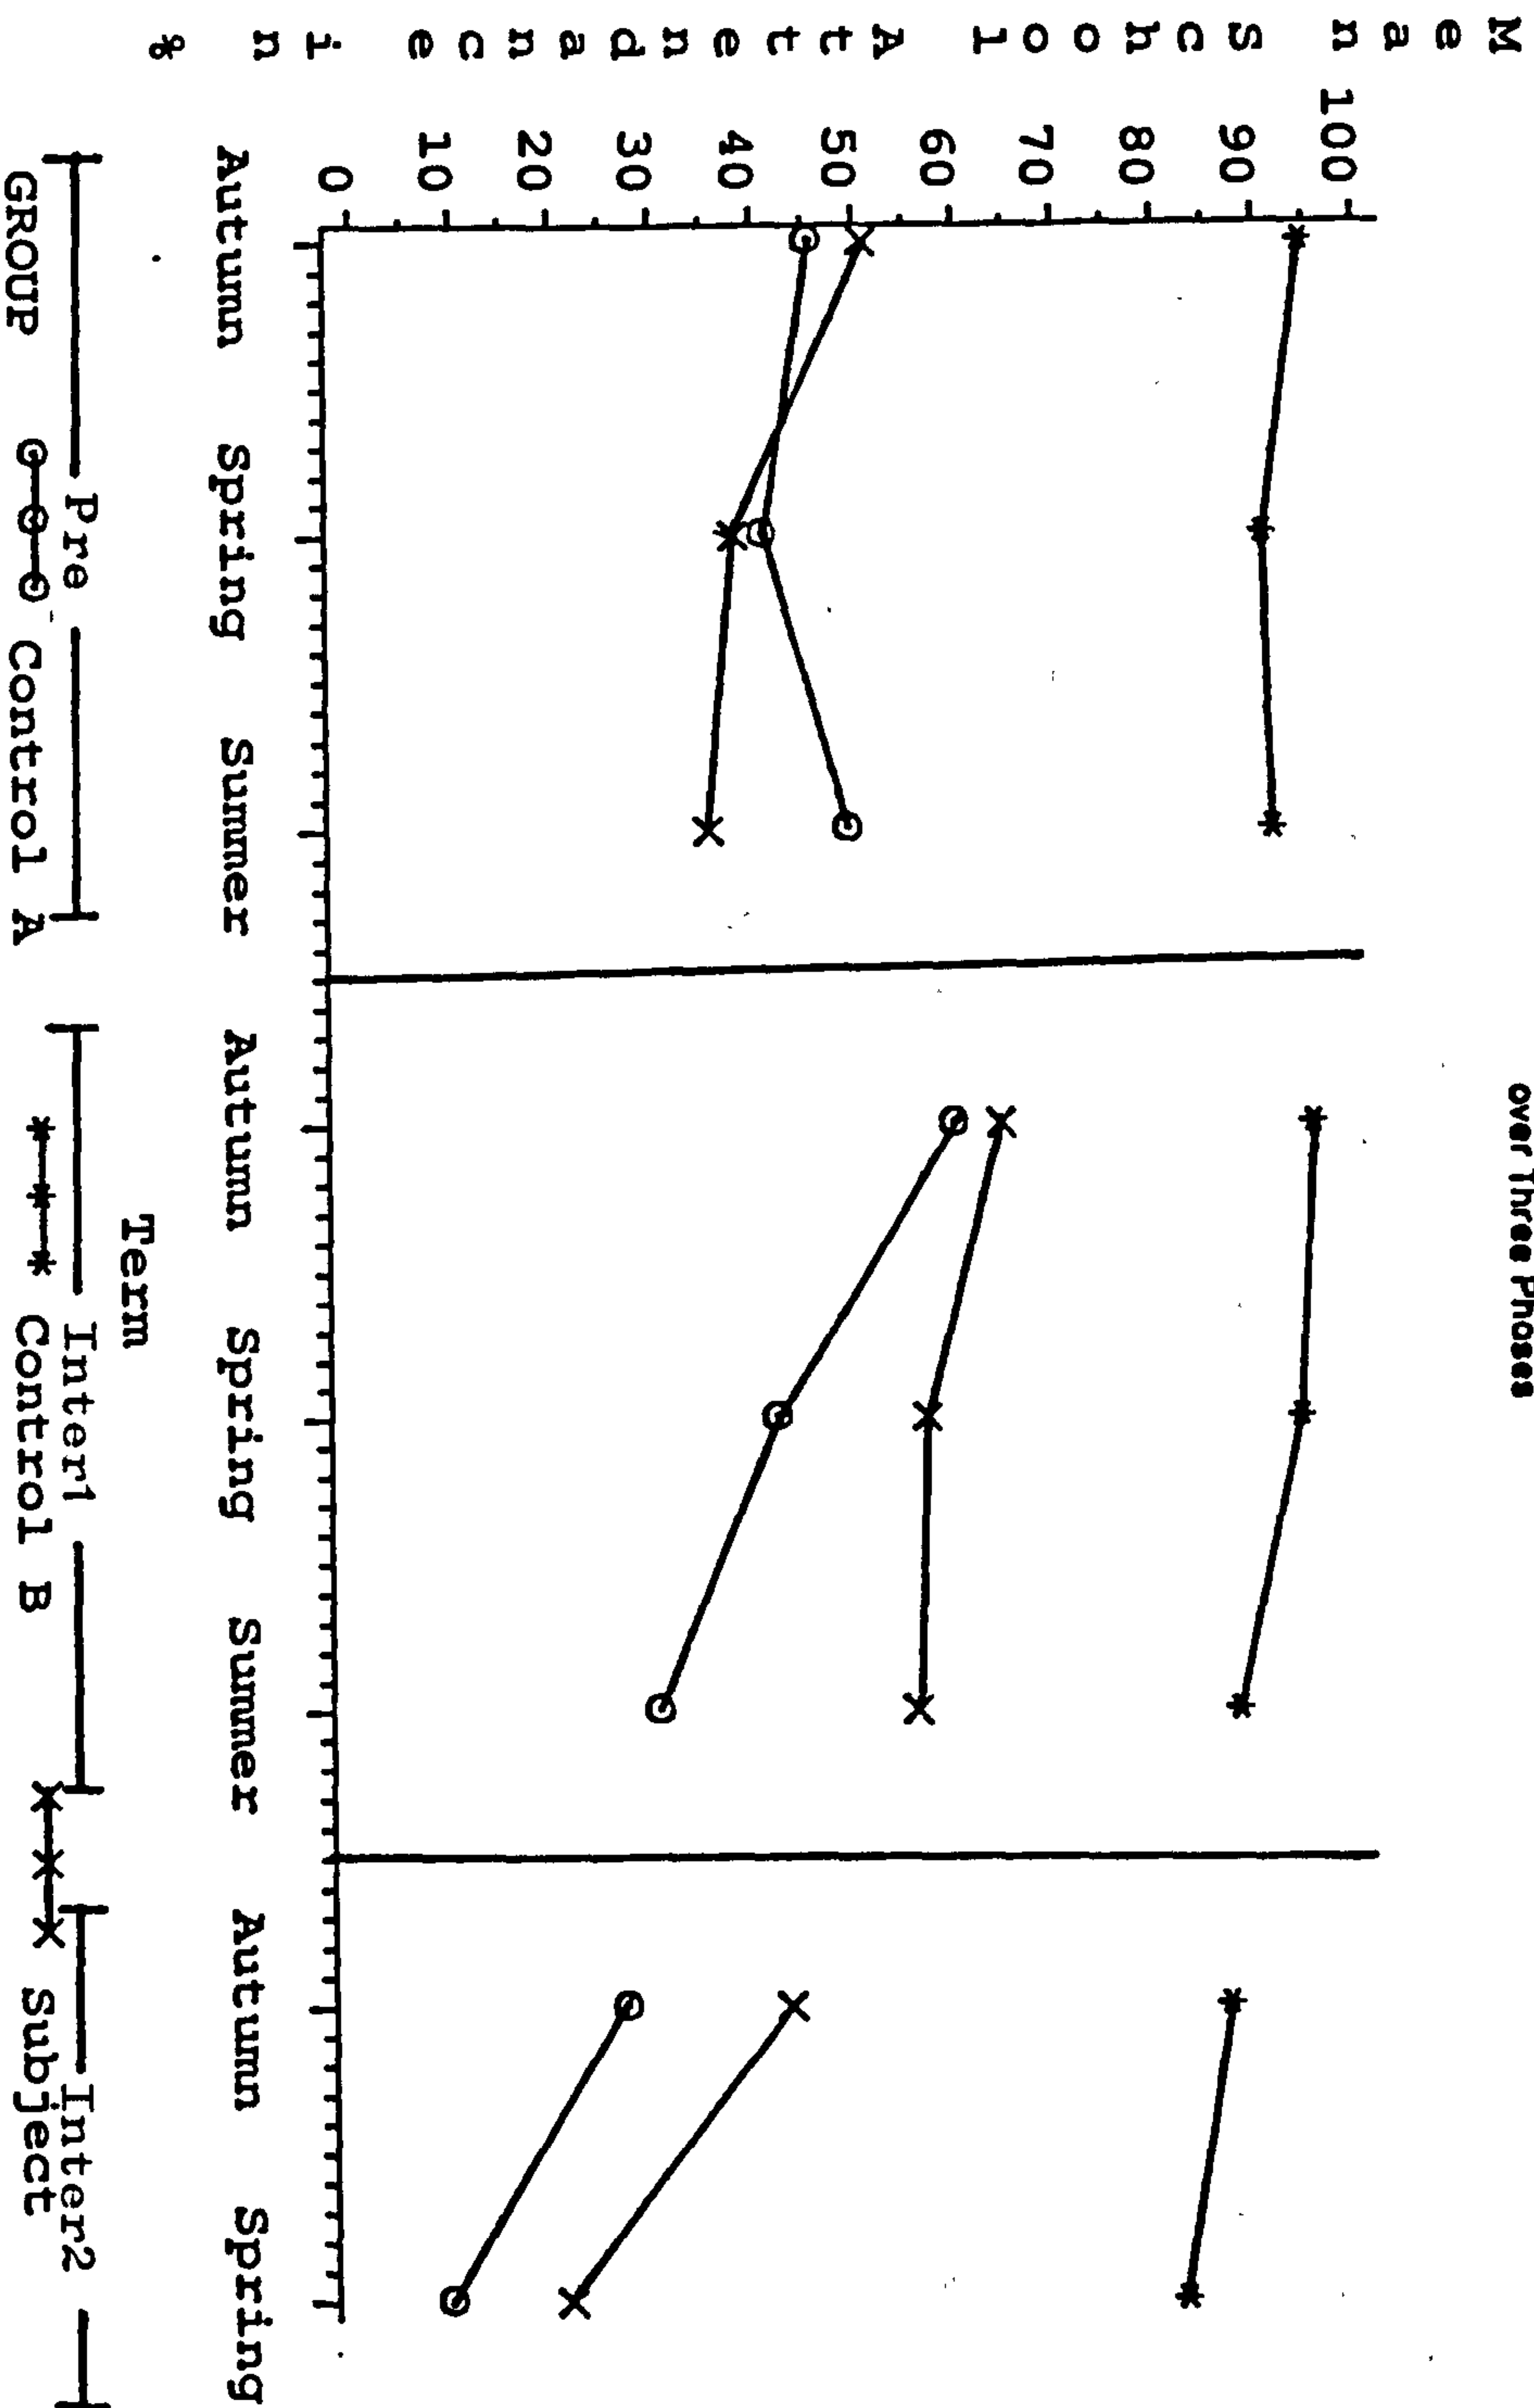 over Three Phases
Mean School Attendance in %
100
90
80
70
60
50
40
30
20
10
0
Autumn Spring Summer Autumn Spring Summer Autumn Spring
Term
Pre Inter1 Inter2
GROUP Control A Control B Subject